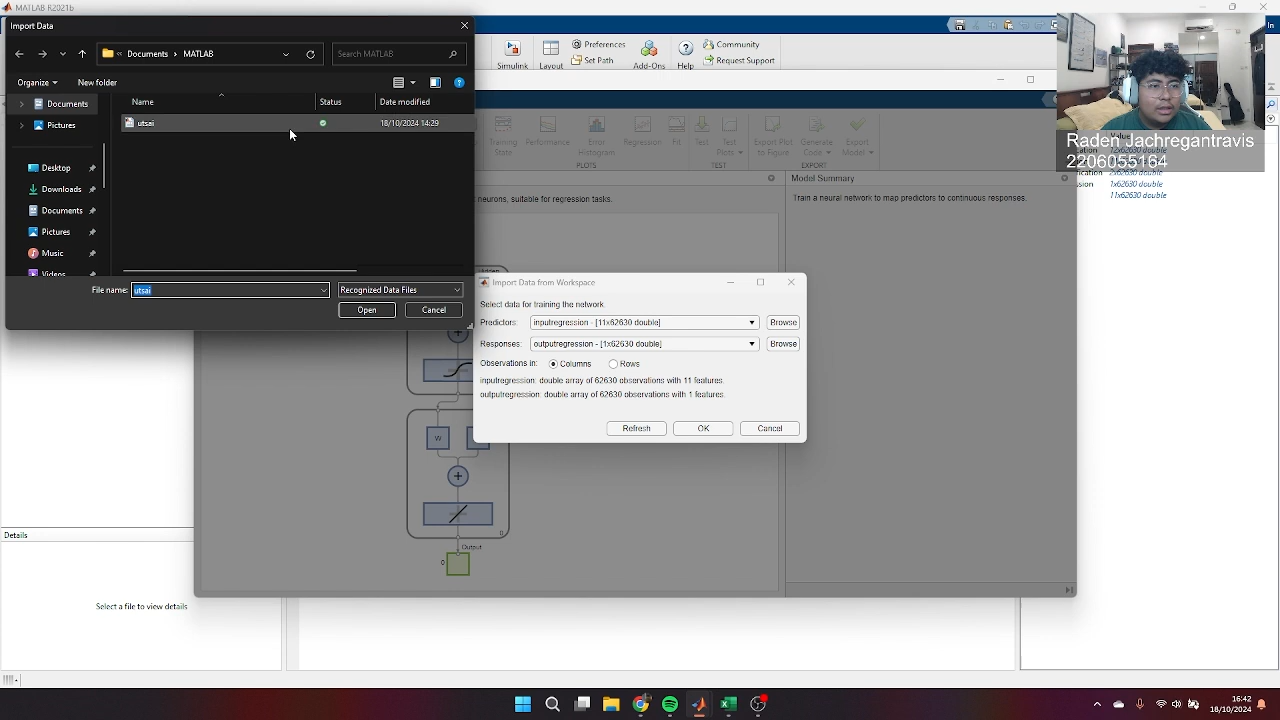 MATLAB R2021b
Import Data
« Documents > MATLAB
Search MATLAB
Organize
New folder
Documents
Pictures
Desktop
Downloads
Documents
Pictures
Music
Videos
Name
Status
Date modified
utsai
18/10/2024 14:29
File name:
utsai
Recognized Data Files
Open
Cancel
Simulink
Layout
Preferences
Set Path
Add-Ons
Help
Community
Request Support
Training State
Performance
Error Histogram
Regression
Fit
Test
Test Plots
Export Plot to Figure
Generate Code
Export Model
PLOTS
TEST
EXPORT
Model Summary
neurons, suitable for regression tasks.
Train a neural network to map predictors to continuous responses.
Import Data from Workspace
Select data for training the network.
Predictors:
inputregression - [11x62630 double]
Browse
Responses:
outputregression - [1x62630 double]
Browse
Observations in:
Columns
Rows
inputregression: double array of 62630 observations with 11 features.
outputregression: double array of 62630 observations with 1 features.
Refresh
OK
Cancel
W
Output
0
0
Raden Jachregantravis
2206055164
Value
12x62630 double
2x62630 double
1x62630 double
11x62630 double
Details
Select a file to view details
16:42
18/10/2024